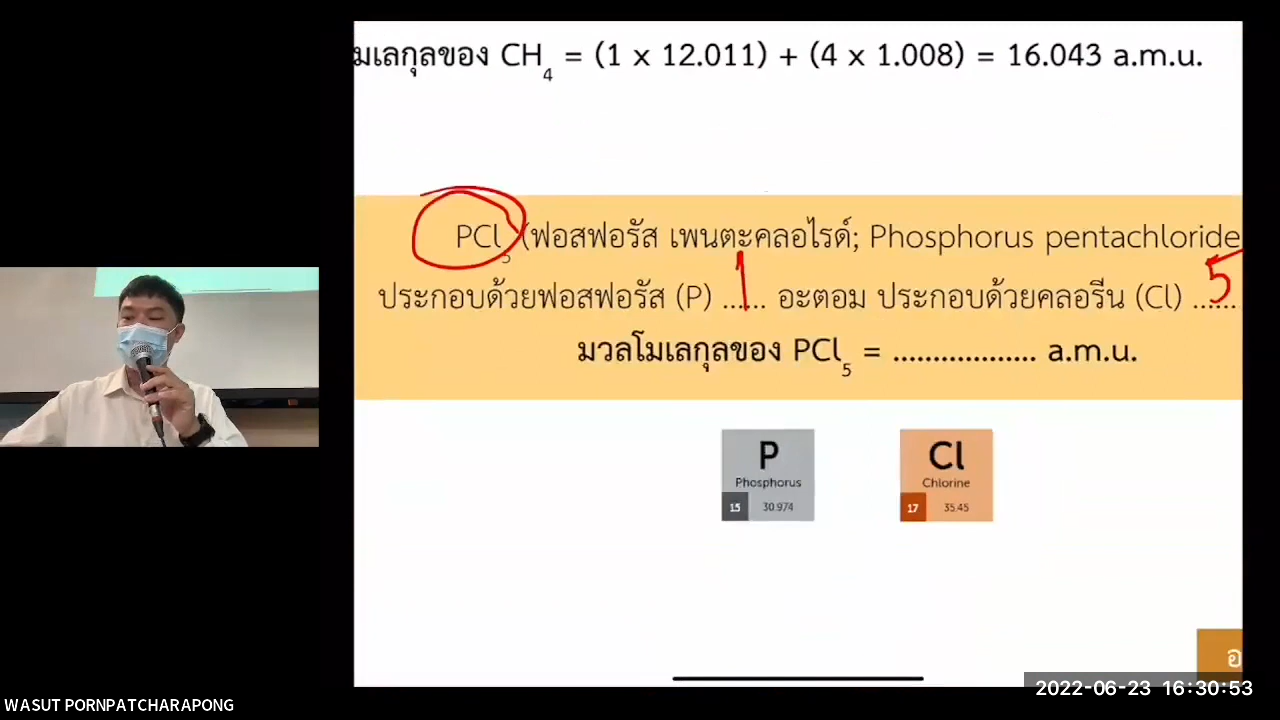 มเลกุลของ CH4 = (1 x 12.011) + (4 x 1.008) = 16.043 a.m.u.
PCl5 (ฟอสฟอรัส เพนตะคลอไรด์; Phosphorus pentachloride
ประกอบด้วยฟอสฟอรัส (P) ...1... อะตอม ประกอบด้วยคลอรีน (Cl) ...5...
มวลโมเลกุลของ PCl5 = .................. a.m.u.
P
Phosphorus
15 30.974
Cl
Chlorine
17 35.45
อ
2022-06-23 16:30:53
WASUT PORNPATCHARAPONG